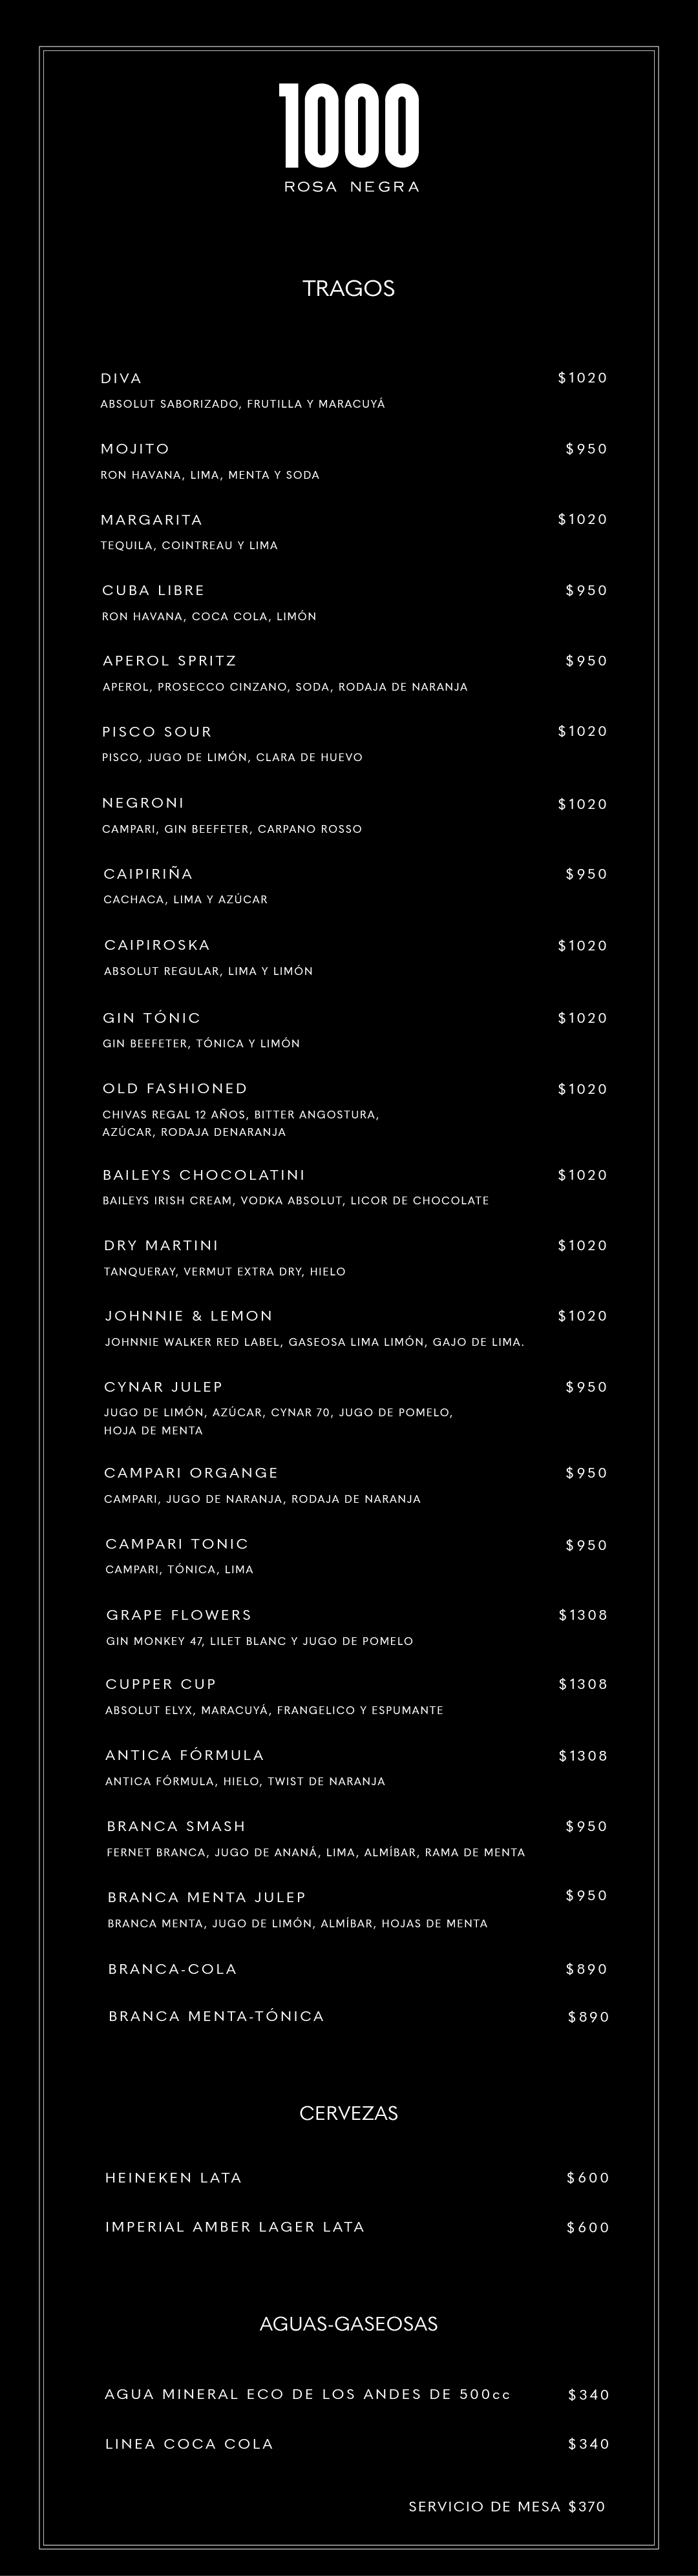 1000
ROSA NEGRA
TRAGOS
DIVA $1020
ABSOLUT SABORIZADO, FRUTILLA Y MARACUYÁ
MOJITO $950
RON HAVANA, LIMA, MENTA Y SODA
MARGARITA $1020
TEQUILA, COINTREAU Y LIMA
CUBA LIBRE $950
RON HAVANA, COCA COLA, LIMÓN
APEROL SPRITZ $950
APEROL, PROSECCO CINZANO, SODA, RODAJA DE NARANJA
PISCO SOUR $1020
PISCO, JUGO DE LIMÓN, CLARA DE HUEVO
NEGRONI $1020
CAMPARI, GIN BEEFETER, CARPANO ROSSO
CAIPIRIÑA $950
CACHACA, LIMA Y AZÚCAR
CAIPIROSKA $1020
ABSOLUT REGULAR, LIMA Y LIMÓN
GIN TÓNIC $1020
GIN BEEFETER, TÓNICA Y LIMÓN
OLD FASHIONED $1020
CHIVAS REGAL 12 AÑOS, BITTER ANGOSTURA,
AZÚCAR, RODAJA DENARANJA
BAILEYS CHOCOLATINI $1020
BAILEYS IRISH CREAM, VODKA ABSOLUT, LICOR DE CHOCOLATE
DRY MARTINI $1020
TANQUERAY, VERMUT EXTRA DRY, HIELO
JOHNNIE & LEMON $1020
JOHNNIE WALKER RED LABEL, GASEOSA LIMA LIMÓN, GAJO DE LIMA.
CYNAR JULEP $950
JUGO DE LIMÓN, AZÚCAR, CYNAR 70, JUGO DE POMELO,
HOJA DE MENTA
CAMPARI ORGANGE $950
CAMPARI, JUGO DE NARANJA, RODAJA DE NARANJA
CAMPARI TONIC $950
CAMPARI, TÓNICA, LIMA
GRAPE FLOWERS $1308
GIN MONKEY 47, LILET BLANC Y JUGO DE POMELO
CUPPER CUP $1308
ABSOLUT ELYX, MARACUYÁ, FRANGELICO Y ESPUMANTE
ANTICA FÓRMULA $1308
ANTICA FÓRMULA, HIELO, TWIST DE NARANJA
BRANCA SMASH $950
FERNET BRANCA, JUGO DE ANANÁ, LIMA, ALMÍBAR, RAMA DE MENTA
BRANCA MENTA JULEP $950
BRANCA MENTA, JUGO DE LIMÓN, ALMÍBAR, HOJAS DE MENTA
BRANCA-COLA $890
BRANCA MENTA-TÓNICA $890
CERVEZAS
HEINEKEN LATA $600
IMPERIAL AMBER LAGER LATA $600
AGUAS-GASEOSAS
AGUA MINERAL ECO DE LOS ANDES DE 500cc $340
LINEA COCA COLA $340
SERVICIO DE MESA $370